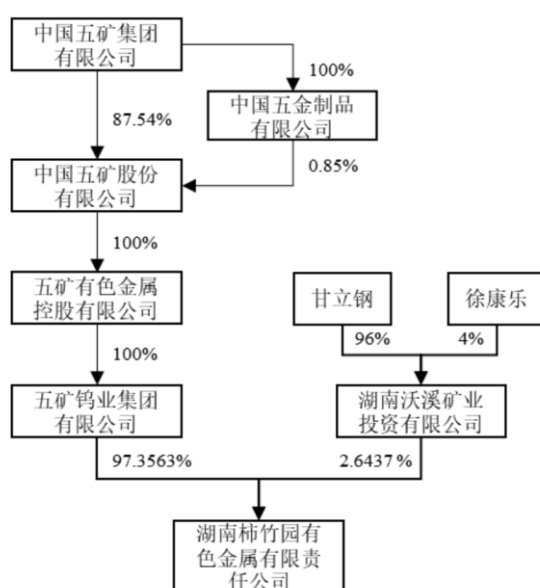 中国五矿集团
有限公司
100%
中国五金制品
有限公司
87.54%
0.85%
中国五矿股份
有限公司
100%
五矿有色金属
控股有限公司
甘立钢
徐康乐
96%
4%
100%
五矿钨业集团
有限公司
湖南沃溪矿业
投资有限公司
97.3563%
2.6437%
湖南柿竹园有
色金属有限责
任公司